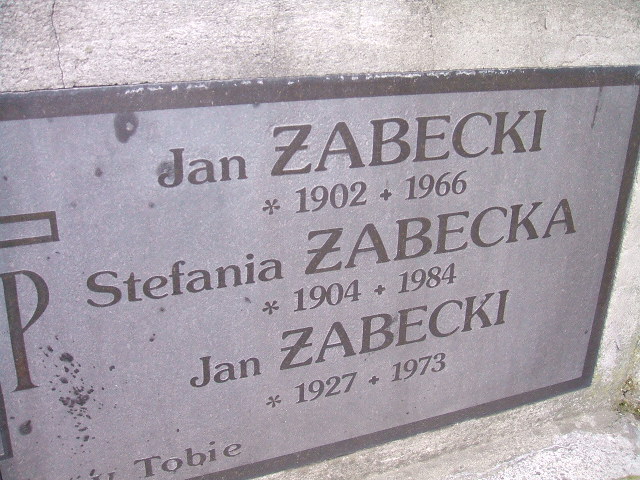 Jan ŻABECKI
* 1902 + 1966
Stefania ŻABECKA
* 1904 + 1984
Jan ŻABECKI
* 1927 + 1973
P
Tobie